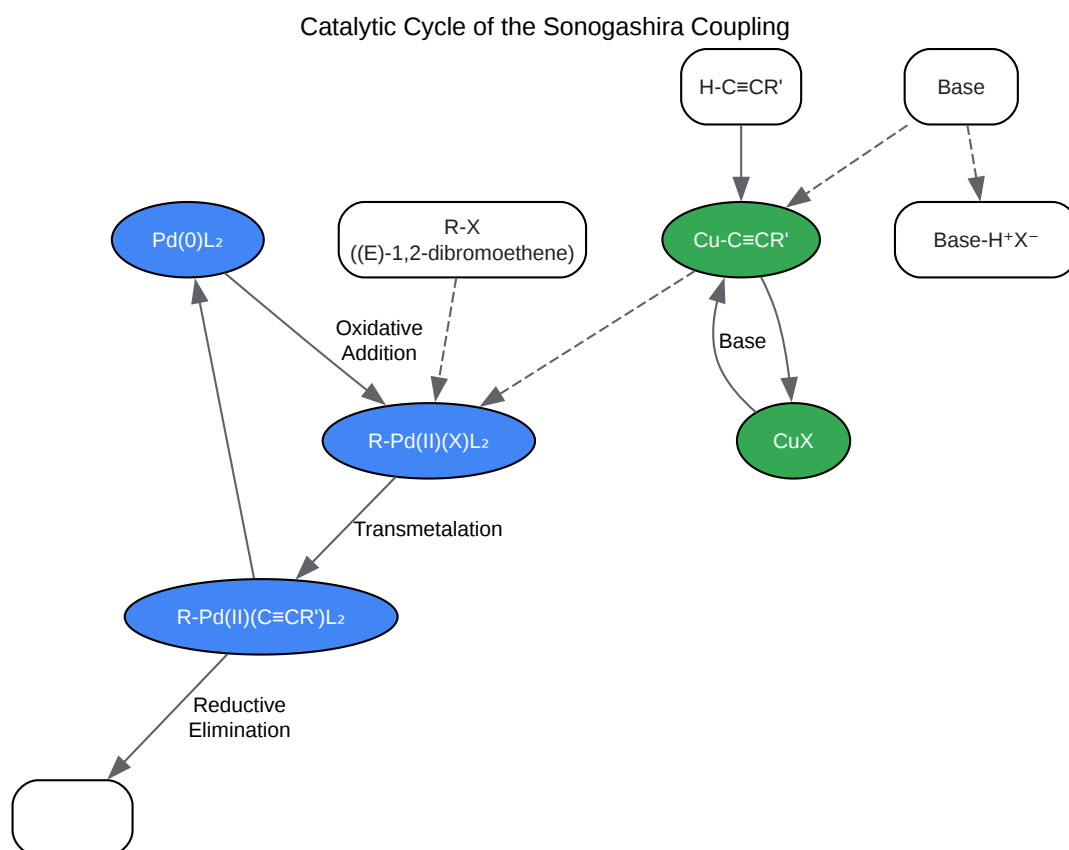 Catalytic Cycle of the Sonogashira Coupling
H-C≡CR'
Base
Pd(0)L₂
R-X
((E)-1,2-dibromoethene)
Cu-C≡CR'
Base-H⁺X⁻
Oxidative
Addition
Base
R-Pd(II)(X)L₂
CuX
Transmetalation
R-Pd(II)(C≡CR')L₂
Reductive
Elimination